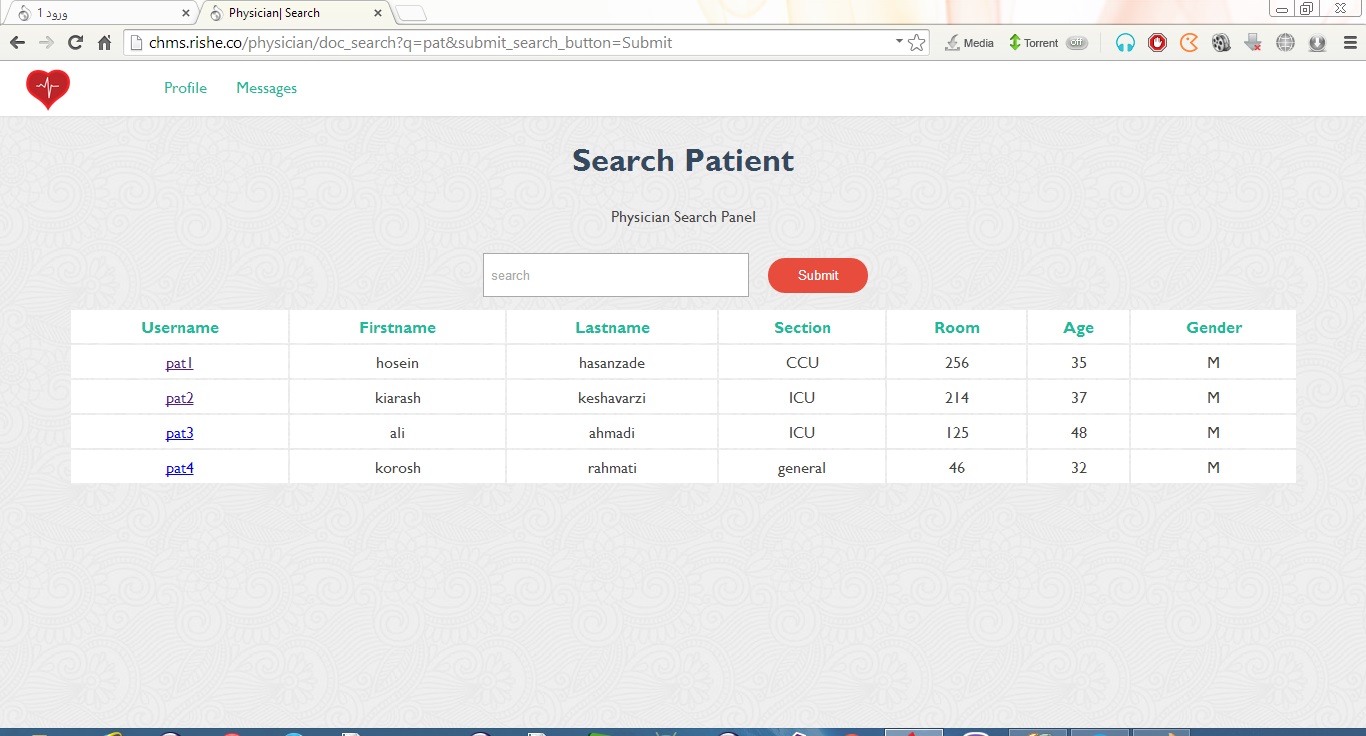 ورود 1
Physician| Search
chms.rishe.co/physician/doc_search?q=pat&submit_search_button=Submit
Media
Torrent
Off
Profile
Messages
Search Patient
Physician Search Panel
search
Submit
Username Firstname Lastname Section Room Age Gender
pat1 hosein hasanzade CCU 256 35 M
pat2 kiarash keshavarzi ICU 214 37 M
pat3 ali ahmadi ICU 125 48 M
pat4 korosh rahmati general 46 32 M